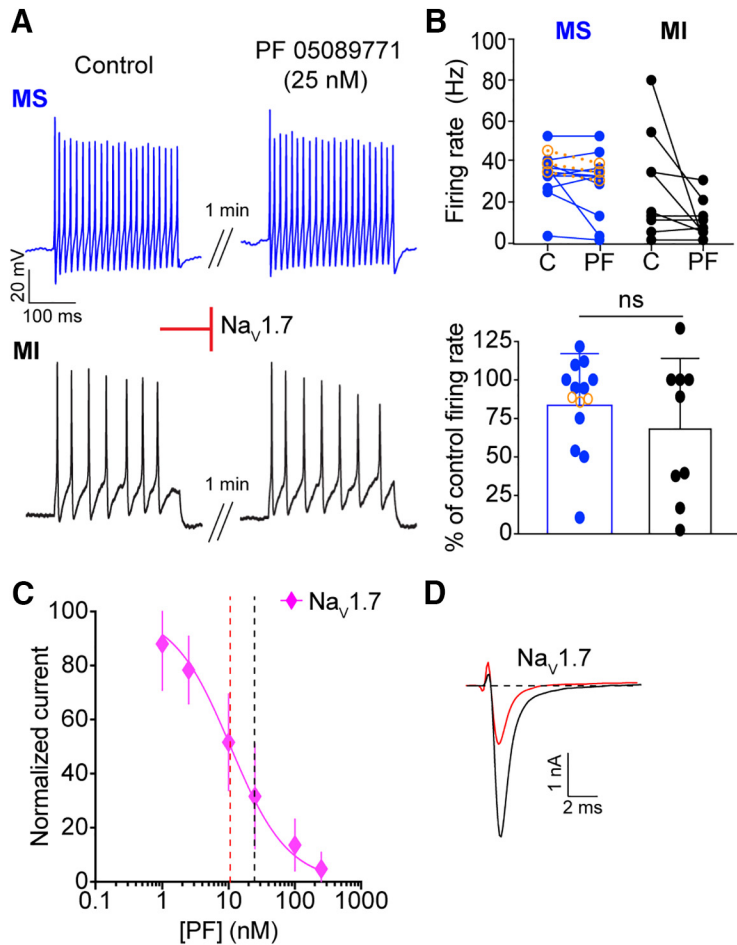 A
Control
PF 05089771
(25 nM)
MS
1 min
20 mV
100 ms
NaV1.7
MI
1 min
B
MS
MI
Firing rate (Hz)
100
80
60
40
20
0
C
PF
C
PF
ns
% of control firing rate
125
100
75
50
25
0
C
NaV1.7
Normalized current
100
80
60
40
20
0
0.1
1
10
100
1000
[PF] (nM)
D
NaV1.7
1 nA
2 ms